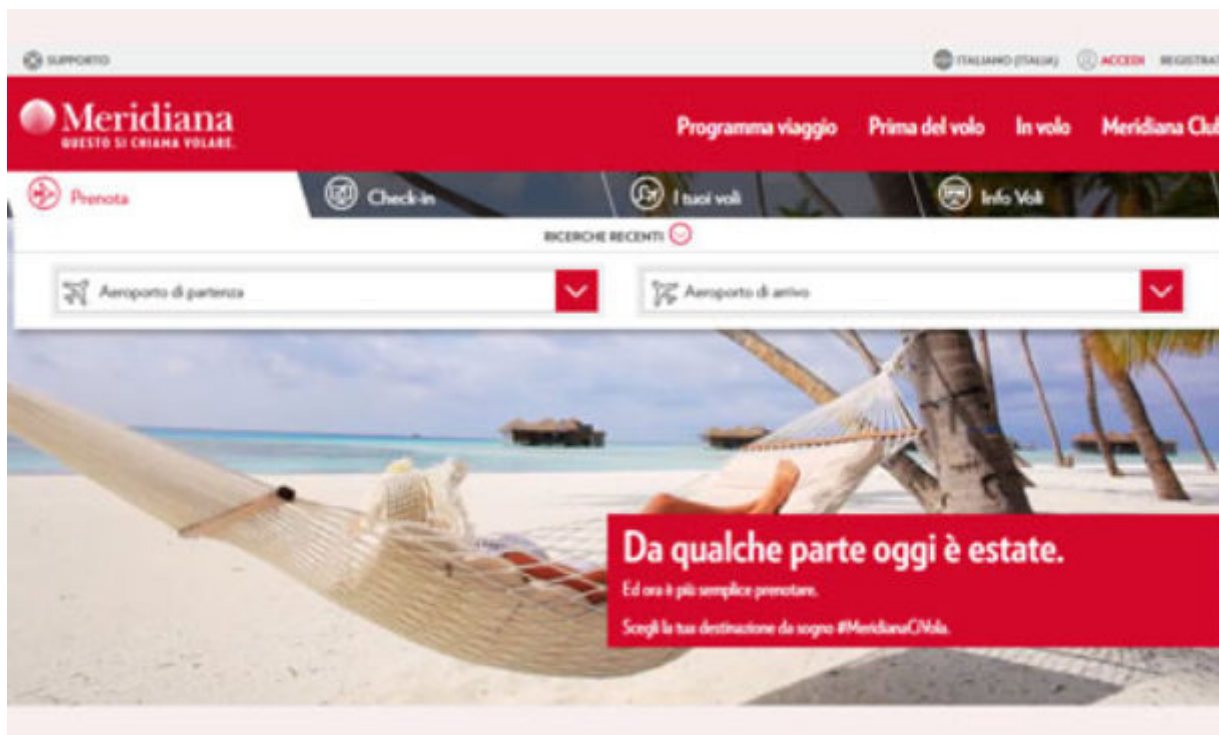 SUPPORTO
ITALIANO (ITALIA) ACCEDI REGISTRAT
Meridiana
QUESTO SI CHIAMA VOLARE.
Programma viaggio Prima del volo In volo Meridiana Club
Prenota Check-in I tuoi voli Info Voli
RICERCHE RECENTI
Aeroporto di partenza Aeroporto di arrivo
Da qualche parte oggi è estate.
Ed ora è più semplice prenotare.
Scegli la tua destinazione da sogno #MeridianaCiVola.